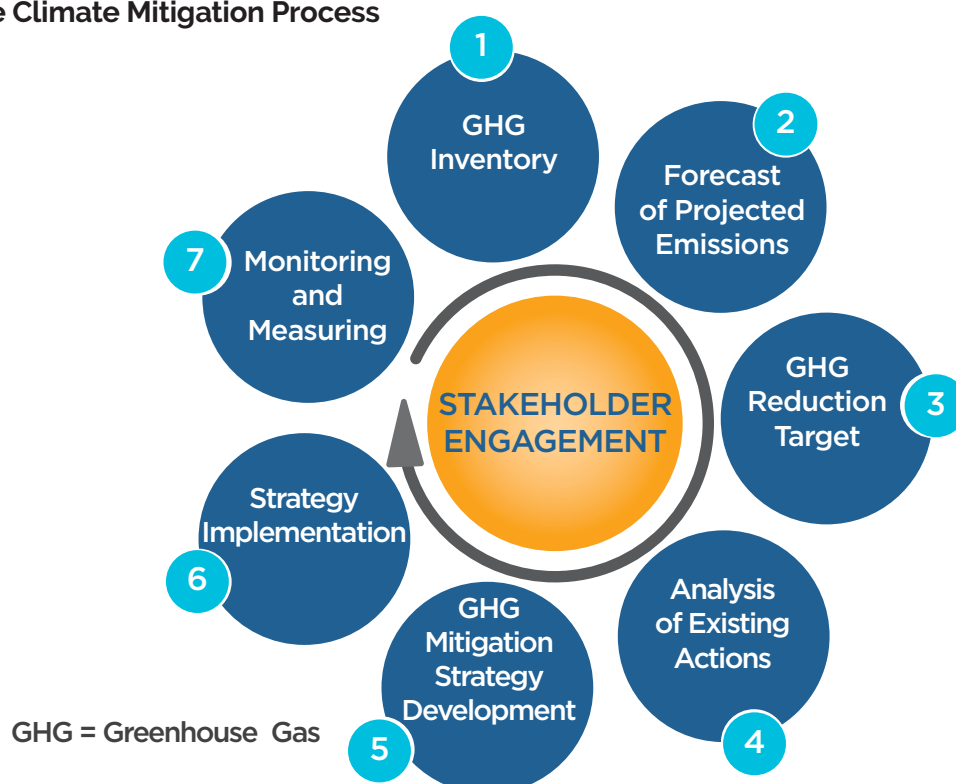 e Climate Mitigation Process
1
GHG
Inventory
2
Forecast
of Projected
Emissions
3
GHG
Reduction
Target
4
Analysis
of Existing
Actions
5
GHG
Mitigation
Strategy
Development
6
Strategy
Implementation
7
Monitoring
and
Measuring
STAKEHOLDER
ENGAGEMENT
GHG = Greenhouse Gas